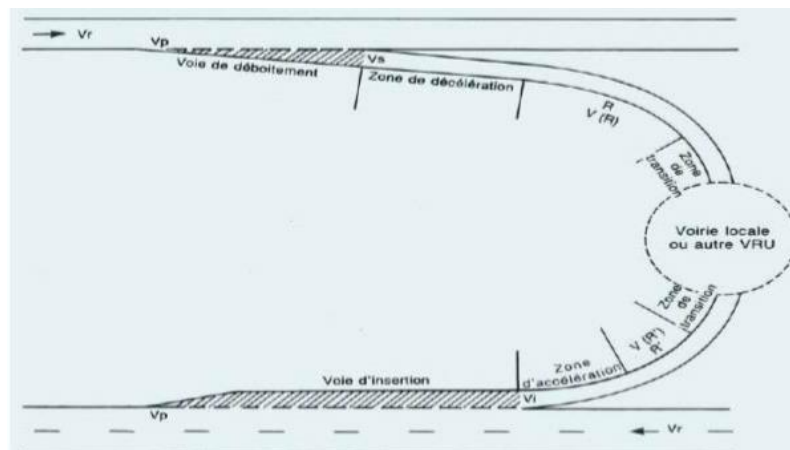 Vr
Vp
Vs
Voie de déboitement
Zone de décélération
R
V (R)
Zone
de
transition
Voirie locale
ou autre VRU
Zone
de
transition
V (R')
R'
Zone
d'accélération
Voie d'insertion
Vi
Vp
Vr